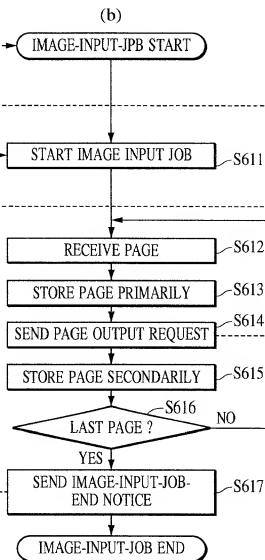 (b)
IMAGE-INPUT-JPB START
START IMAGE INPUT JOB
S611
RECEIVE PAGE
S612
STORE PAGE PRIMARILY
S613
SEND PAGE OUTPUT REQUEST
S614
STORE PAGE SECONDARILY
S615
S616
LAST PAGE ?
NO
YES
SEND IMAGE-INPUT-JOB-
END NOTICE
S617
IMAGE-INPUT-JOB END